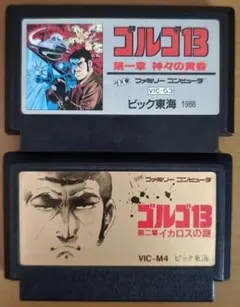 ゴルゴ13
第一章 神々の黄昏
ファミリー コンピュータ
VIC-G3
ビック東海 1988
ファミリー コンピュータ
ゴルゴ13
第二章 イカロスの謎
VIC-M4 ビック東海